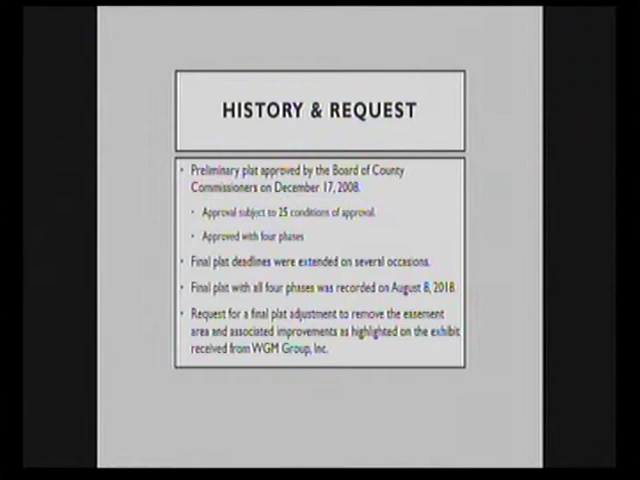 HISTORY & REQUEST
• Preliminary plat approved by the Board of County
Commissioners on December 17, 2008.
• Approval subject to 25 conditions of approval.
• Approved with four phases
• Final plat deadlines were extended on several occasions.
• Final plat with all four phases was recorded on August 8, 2018.
• Request for a final plat adjustment to remove the easement
area and associated improvements as highlighted on the exhibit
received from WGM Group, Inc.